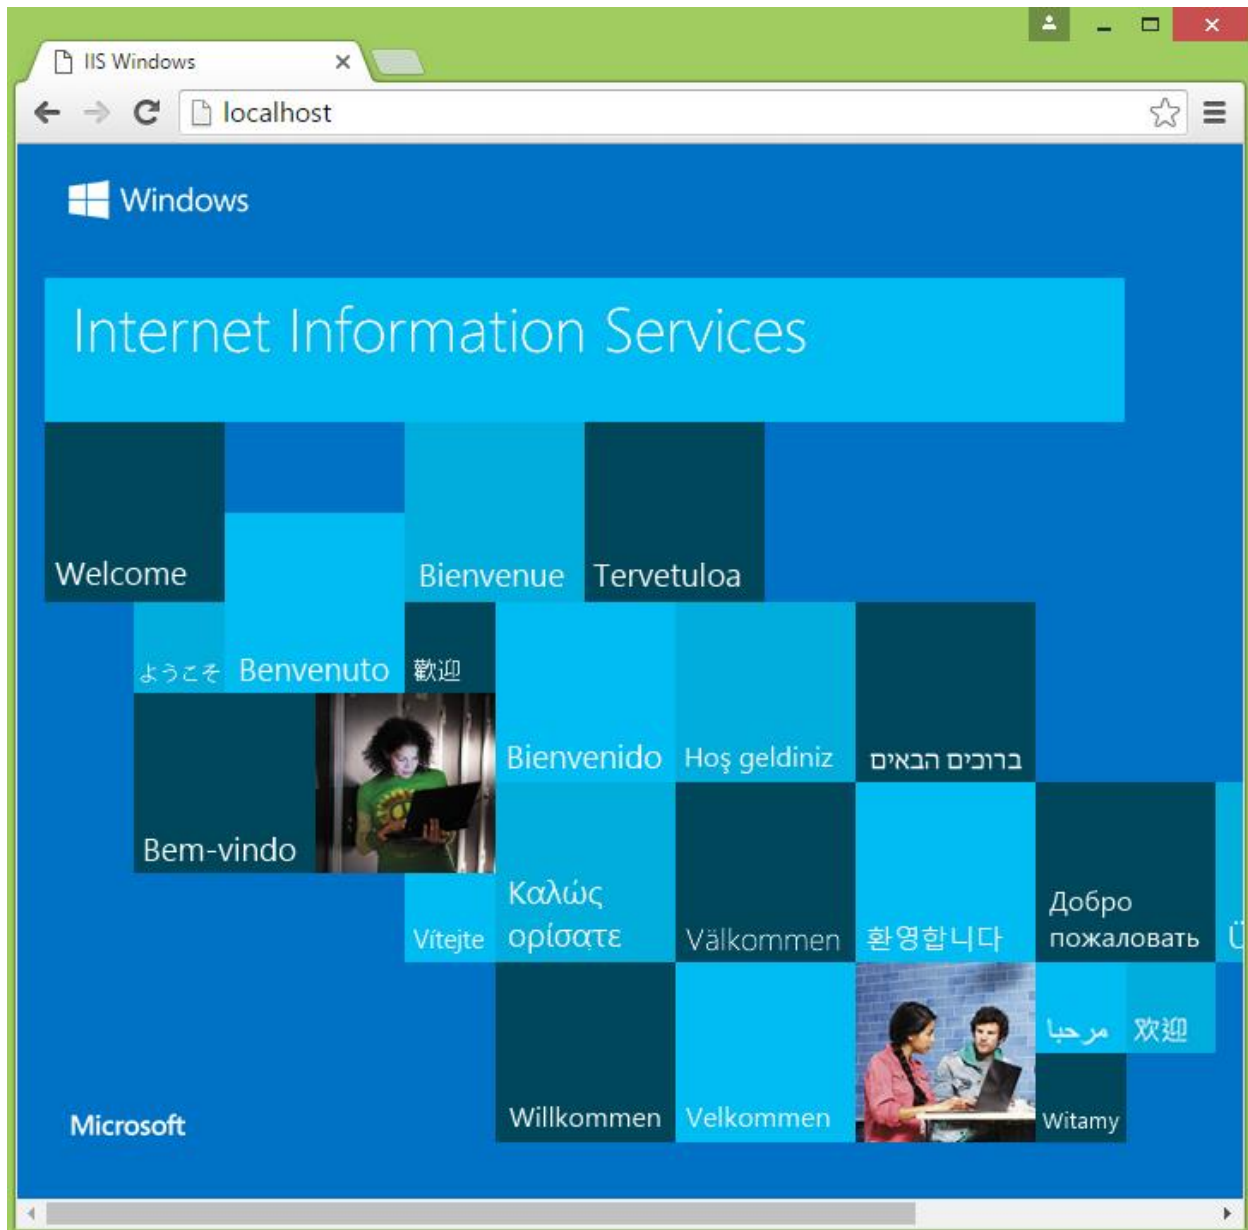 IIS Windows
localhost
Windows
Internet Information Services
Welcome
Bienvenue
Tervetuloa
ようこそ
Benvenuto
歡迎
Bienvenido
Hoş geldiniz
ברוכים הבאים
Bem-vindo
Vítejte
Καλώς
ορίσατε
Välkommen
환영합니다
Добро
пожаловать
Ü
مرحبا
欢迎
Willkommen
Velkommen
Witamy
Microsoft